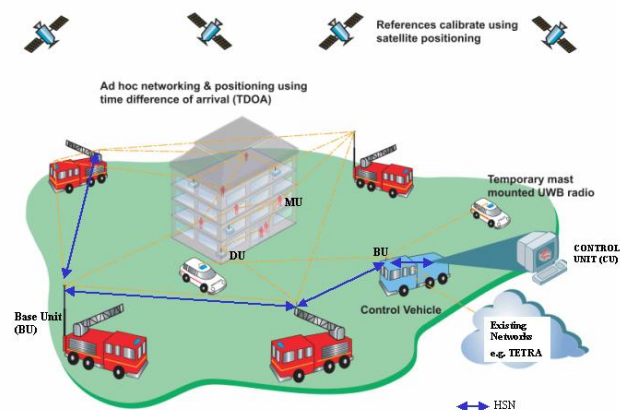 References calibrate using
satellite positioning
Ad hoc networking & positioning using
time difference of arrival (TDOA)
Temporary mast
mounted UWB radio
MU
DU
BU
CONTROL
UNIT (CU)
Base Unit
(BU)
Control Vehicle
Existing
Networks
e.g. TETRA
HSN